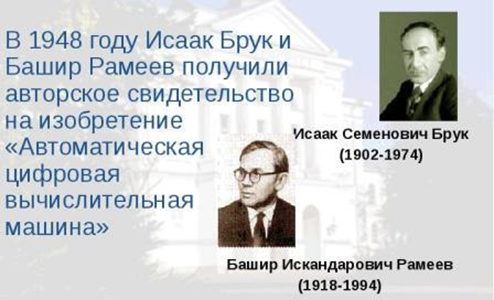 В 1948 году Исаак Брук и
Башир Рамеев получили
авторское свидетельство
на изобретение
«Автоматическая
цифровая
вычислительная
машина»
Исаак Семенович Брук
(1902-1974)
Башир Искандарович Рамеев
(1918-1994)